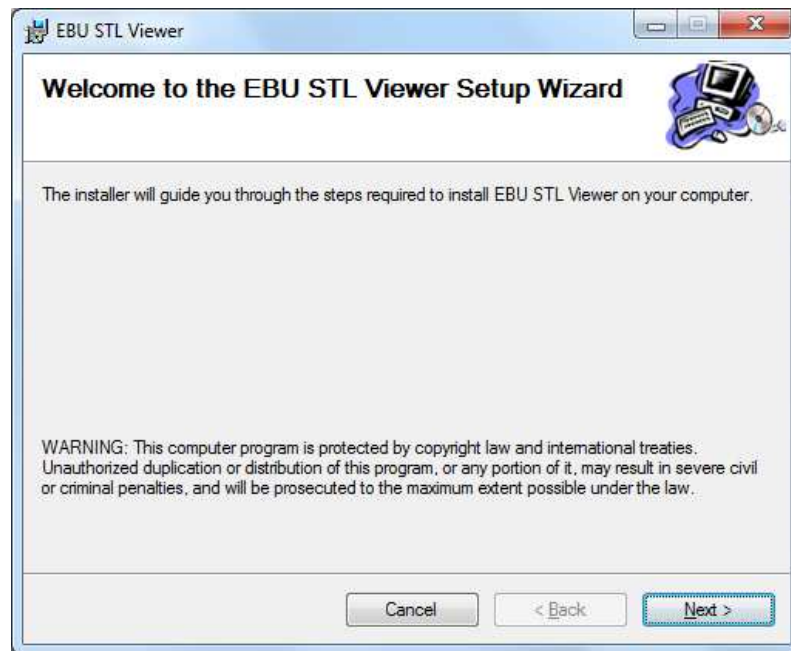 EBU STL Viewer
Welcome to the EBU STL Viewer Setup Wizard
The installer will guide you through the steps required to install EBU STL Viewer on your computer.
WARNING: This computer program is protected by copyright law and international treaties.
Unauthorized duplication or distribution of this program, or any portion of it, may result in severe civil
or criminal penalties, and will be prosecuted to the maximum extent possible under the law.
Cancel
< Back
Next >